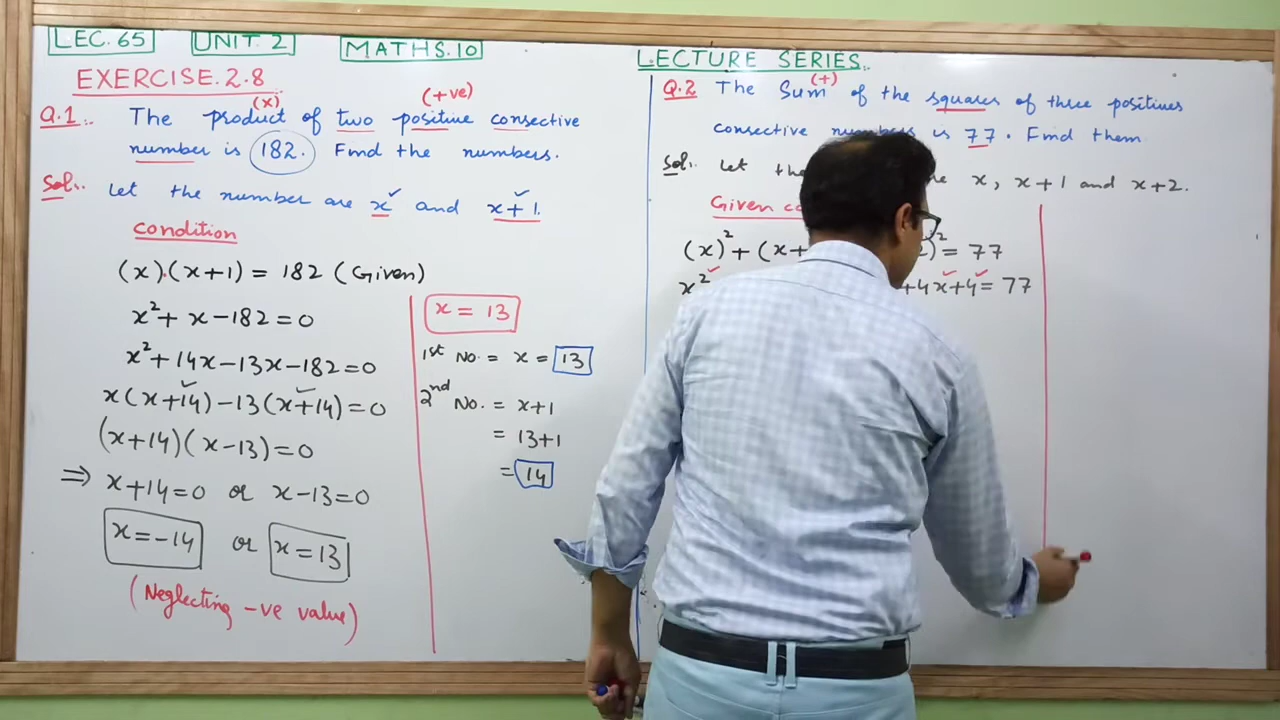 LEC. 65 UNIT. 2 MATHS. 10
EXERCISE. 2.8
(x) (+ve)
Q.1 :. The product of two positive consective
number is 182. Find the numbers.
Sol:. Let the number are x and x+1.
condition
(x).(x+1) = 182 (Given)
x²+ x-182=0
x²+14x-13x-182=0
x(x+14)-13(x+14)=0
(x+14)(x-13)=0
⇒ x+14=0 or x-13=0
x=-14 or x=13
(Neglecting -ve value)
x = 13
1st No. = x = 13
2nd No. = x+1
= 13+1
= 14
LECTURE SERIES.
(+)
Q.2 The Sum of the squares of three positives
consective numbers is 77. Find them
Sol:. Let the x, x+1 and x+2.
Given
(x)²+(x+ )²= 77
x² +4x+4= 77